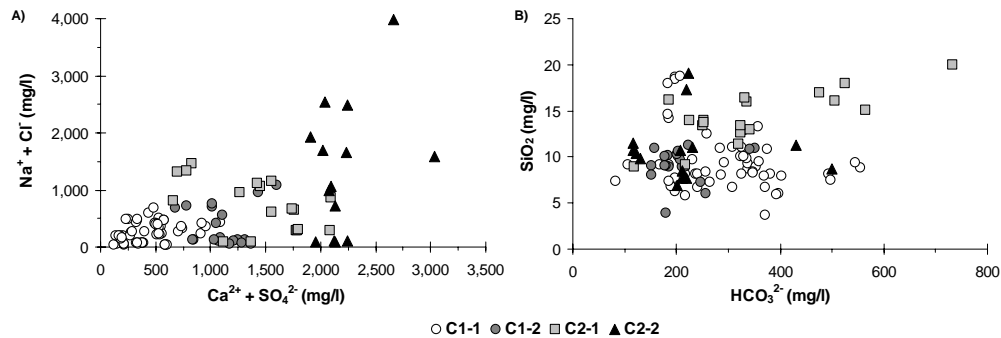 A)
4,000
3,000
2,000
1,000
0
Na⁺ + Cl⁻ (mg/l)
0 500 1,000 1,500 2,000 2,500 3,000 3,500
Ca²⁺ + SO₄²⁻ (mg/l)
B)
25
20
15
10
5
0
SiO₂ (mg/l)
0 200 400 600 800
HCO₃²⁻ (mg/l)
C1-1 C1-2 C2-1 C2-2